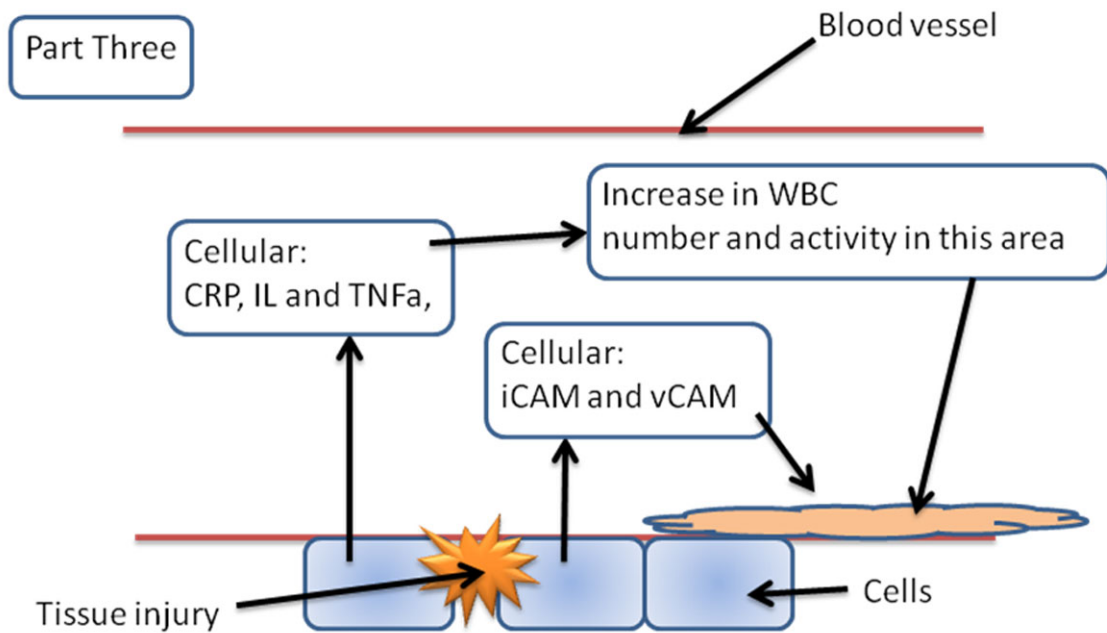 Part Three
Blood vessel
Increase in WBC
number and activity in this area
Cellular:
CRP, IL and TNFa,
Cellular:
iCAM and vCAM
Tissue injury
Cells